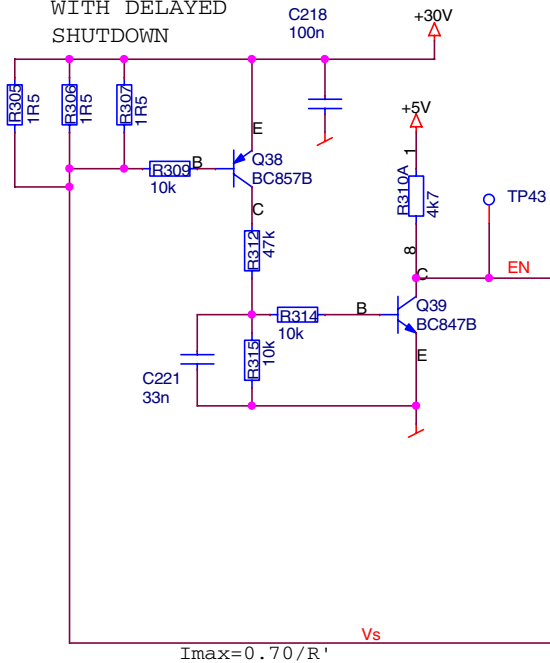 WITH DELAYED
SHUTDOWN
C218
100n
+30V
R305
1R5
R306
1R5
R307
1R5
+5V
1
R310A
4k7
8
TP43
E
B
Q38
BC857B
C
R309
10k
R312
47k
EN
C
B
Q39
BC847B
E
R314
10k
R315
10k
C221
33n
Vs
Imax=0.70/R'